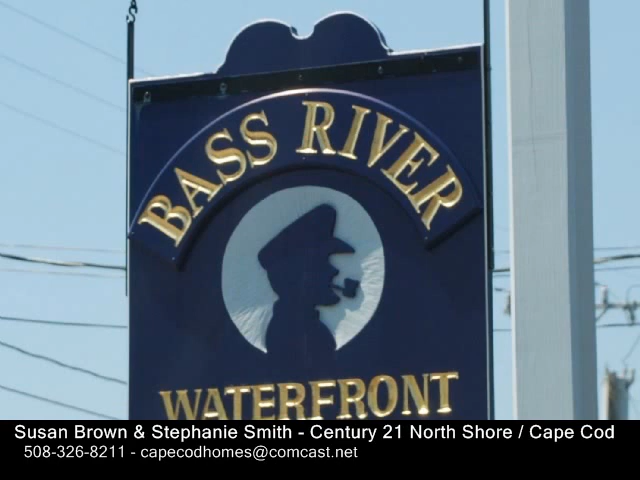 BASS RIVER
WATERFRONT
Susan Brown & Stephanie Smith - Century 21 North Shore / Cape Cod
508-326-8211 - capecodhomes@comcast.net